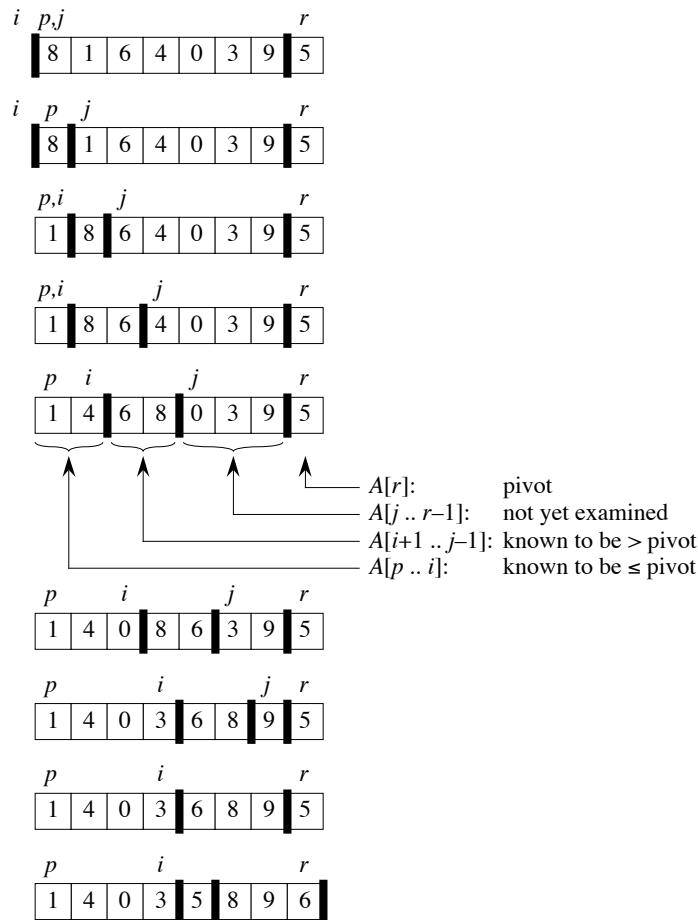 i p,j r
8 1 6 4 0 3 9 5
i p j r
8 1 6 4 0 3 9 5
p,i j r
1 8 6 4 0 3 9 5
p,i j r
1 8 6 4 0 3 9 5
p i j r
1 4 6 8 0 3 9 5
A[r]: pivot
A[j .. r–1]: not yet examined
A[i+1 .. j–1]: known to be > pivot
A[p .. i]: known to be ≤ pivot
p i j r
1 4 0 8 6 3 9 5
p i j r
1 4 0 3 6 8 9 5
p i r
1 4 0 3 6 8 9 5
p i r
1 4 0 3 5 8 9 6